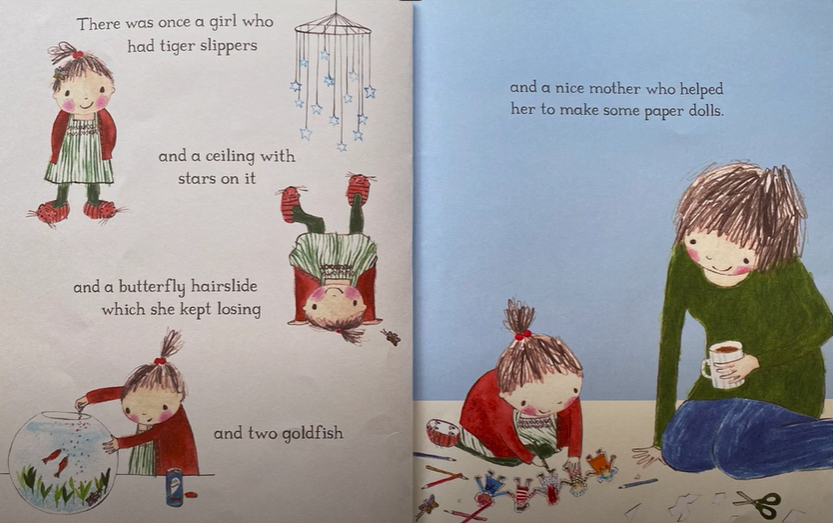 There was once a girl who
had tiger slippers
and a ceiling with
stars on it
and a butterfly hairslide
which she kept losing
and two goldfish
and a nice mother who helped
her to make some paper dolls.